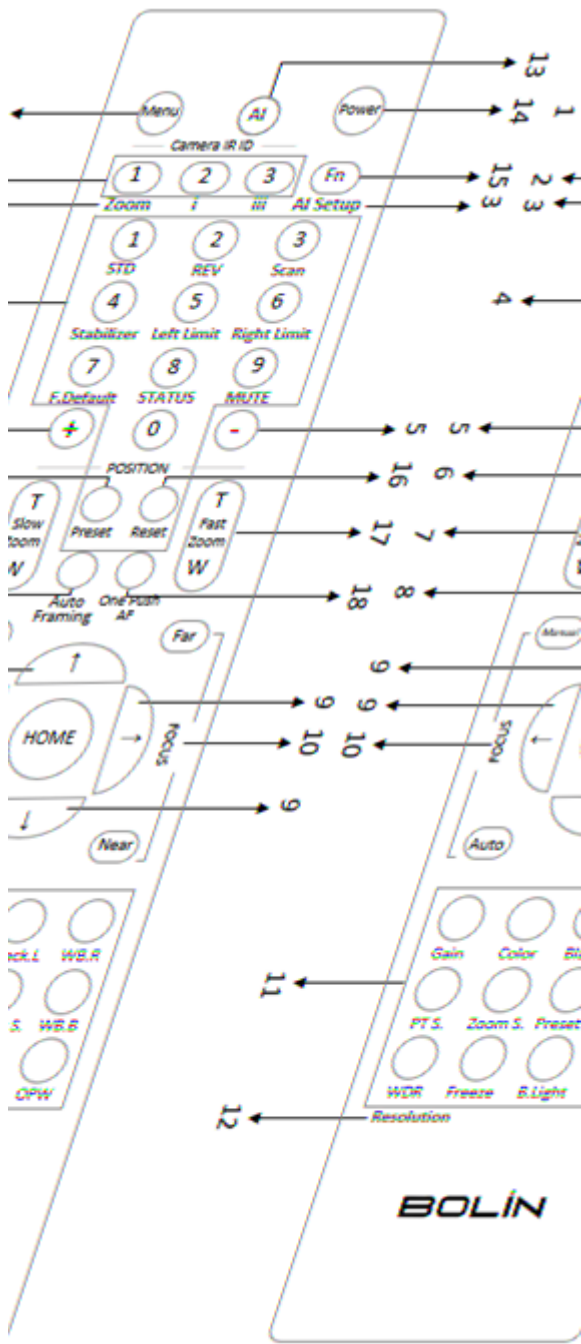 13
Menu
AI
Power
14
1
Camera IR ID
1 2 3 Fn
15
2
Zoom i iii AI Setup
3
3
1 2 3
STD REV Scan
4 5 6
4
Stabilizer Left Limit Right Limit
7 8 9
F.Default STATUS MUTE
+ 0 -
5
5
POSITION
16
6
T
Slow
Zoom
W
Preset Reset
T
Fast
Zoom
W
17
7
Auto
Framing
One Push
AF
18
8
Far
Manual
↑
9
9
9
HOME
→
FOCUS
10
10
FOCUS
←
↓
9
Near
Auto
ack.L WB.R
Gain Color
11
S. WB.B
PT S. Zoom S. Preset
OPW
WDR Freeze B.Light
12
Resolution
BOLIN